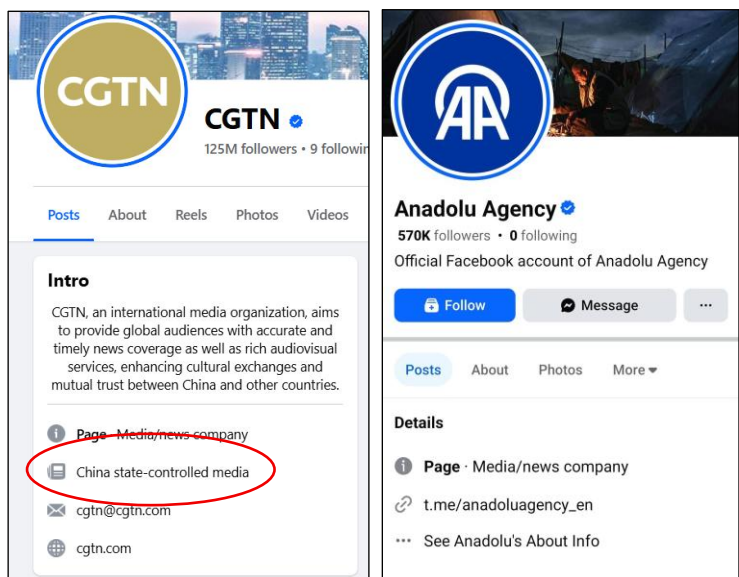 CGTN
CGTN
125M followers • 9 followin
Posts About Reels Photos Videos
Intro
CGTN, an international media organization, aims
to provide global audiences with accurate and
timely news coverage as well as rich audiovisual
services, enhancing cultural exchanges and
mutual trust between China and other countries.
Page · Media/news company
China state-controlled media
cgtn@cgtn.com
cgtn.com
AA
Anadolu Agency
570K followers • 0 following
Official Facebook account of Anadolu Agency
Follow Message ...
Posts About Photos More
Details
Page · Media/news company
t.me/anadoluagency_en
... See Anadolu's About Info